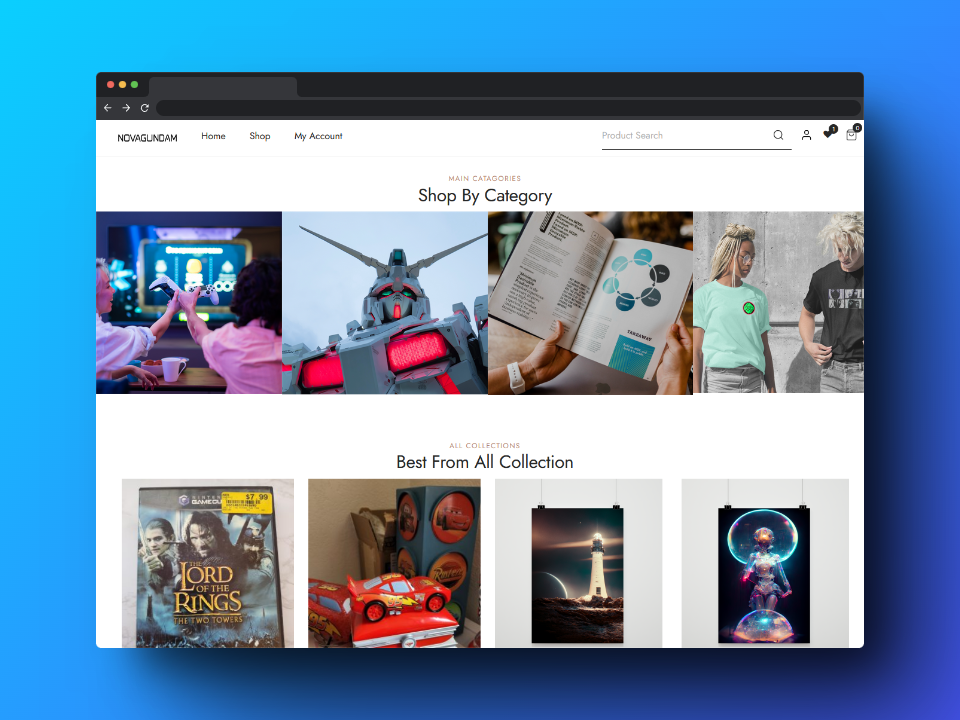 NOVAGUNDAM
Home
Shop
My Account
Product Search
1
0
MAIN CATAGORIES
Shop By Category
TAKEAWAY
ALL COLLECTIONS
Best From All Collection
$7.99
THE
LORD
OF THE
RINGS
THE TWO TOWERS